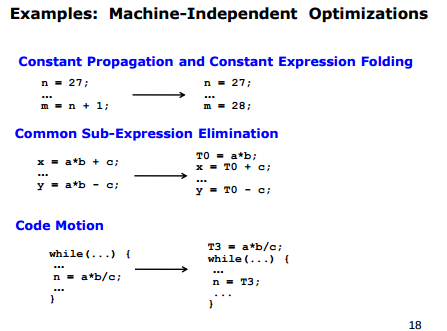 Examples: Machine-Independent Optimizations
Constant Propagation and Constant Expression Folding
n = 27;
…
m = n + 1;
n = 27;
…
m = 28;
Common Sub-Expression Elimination
x = a*b + c;
…
y = a*b - c;
T0 = a*b;
x = T0 + c;
…
y = T0 - c;
Code Motion
while(...) {
…
n = a*b/c;
…
}
T3 = a*b/c;
while(...) {
…
n = T3;
...
}
18